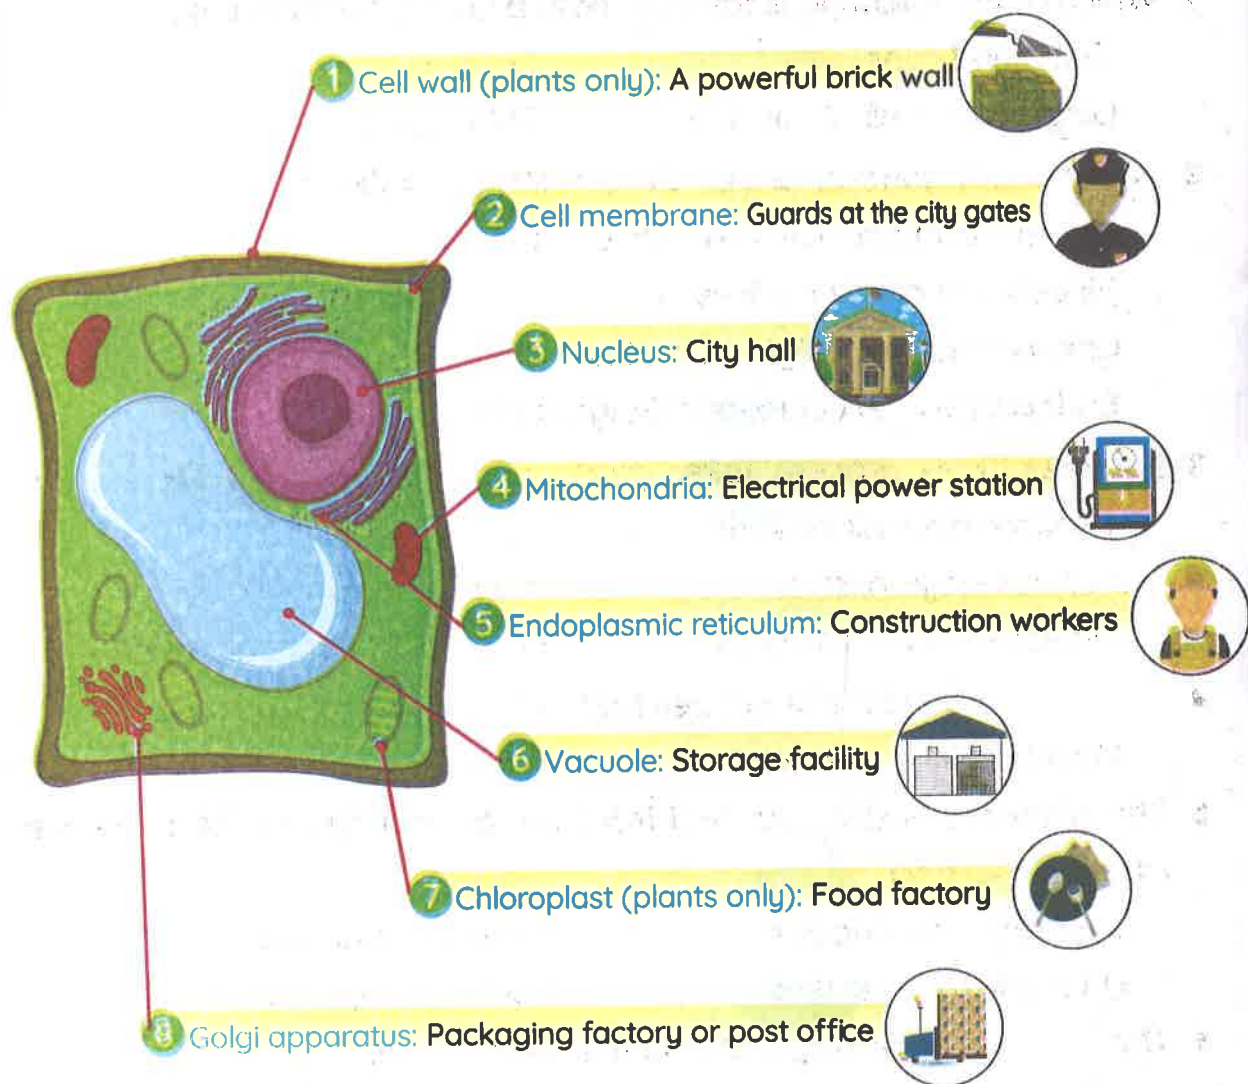 1 Cell wall (plants only): A powerful brick wall
2 Cell membrane: Guards at the city gates
3 Nucleus: City hall
4 Mitochondria: Electrical power station
5 Endoplasmic reticulum: Construction workers
6 Vacuole: Storage facility
7 Chloroplast (plants only): Food factory
8 Golgi apparatus: Packaging factory or post office